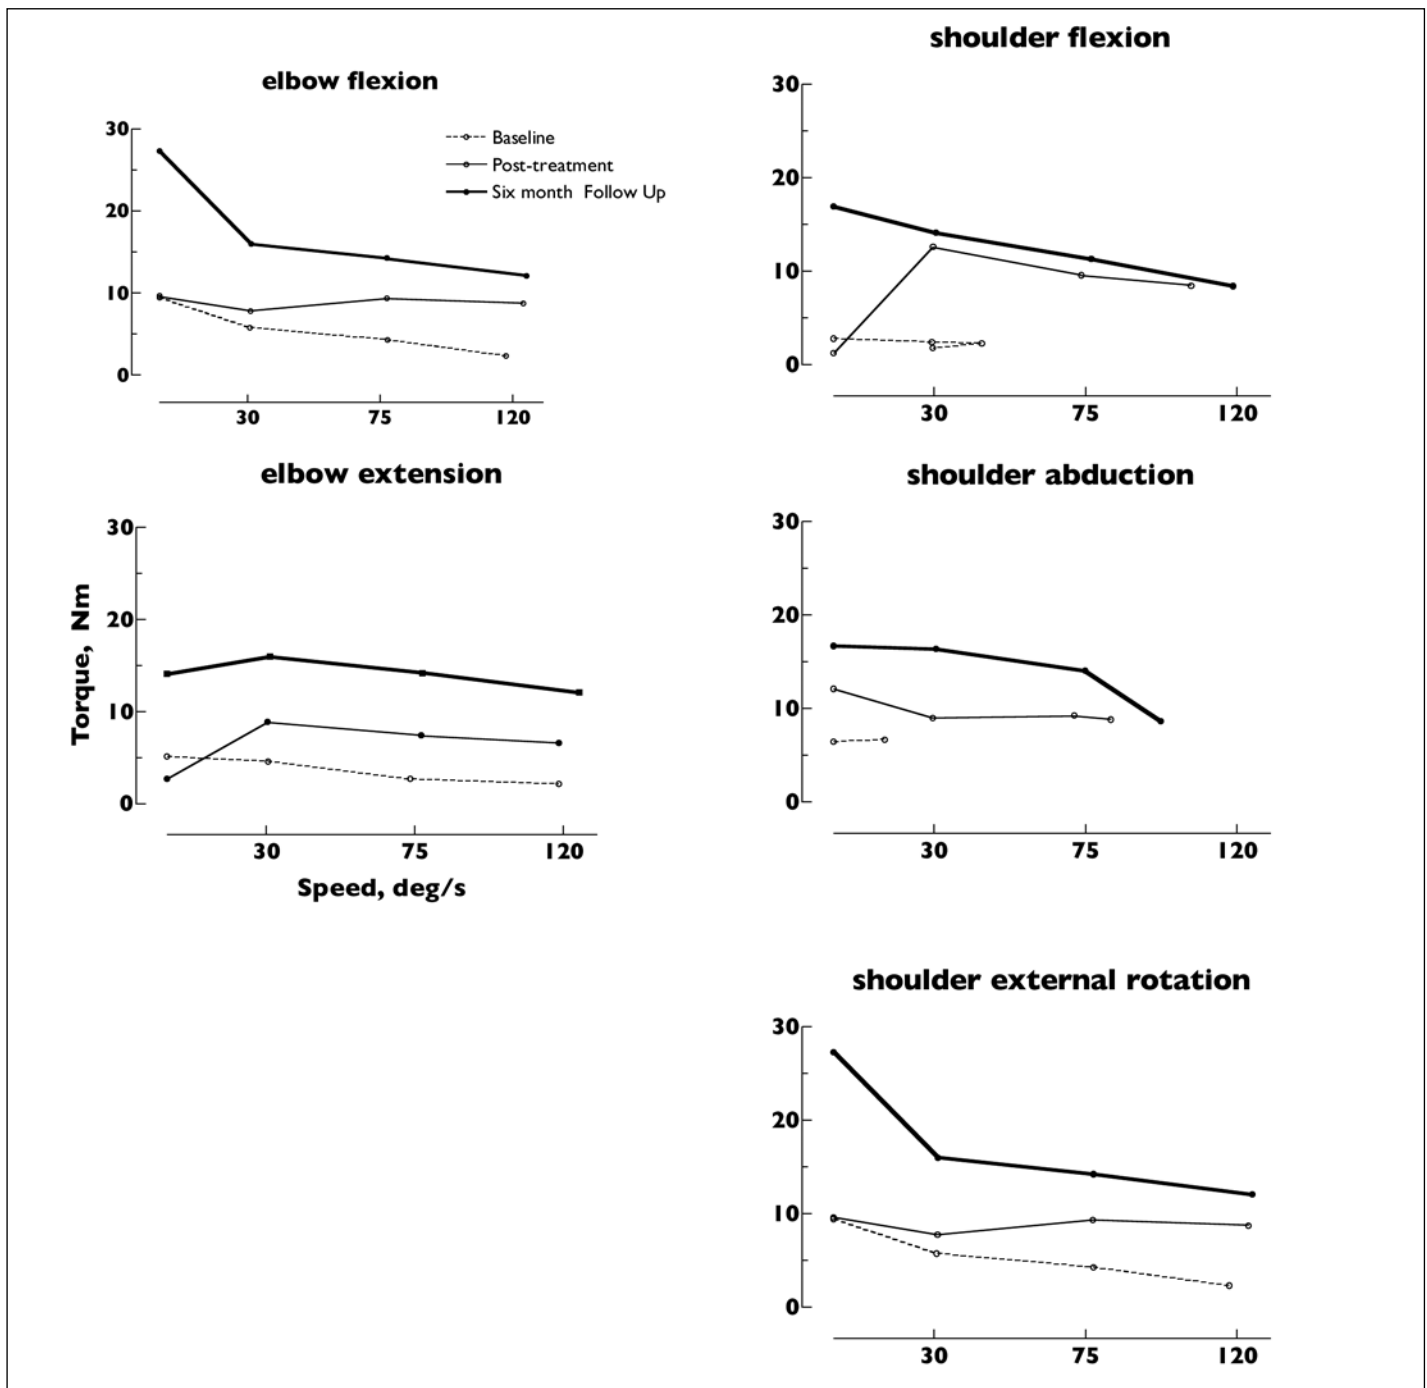 elbow flexion
30
20
10
0
30 75 120
Baseline
Post-treatment
Six month Follow Up
shoulder flexion
30
20
10
0
30 75 120
elbow extension
Torque, Nm
30
20
10
0
30 75 120
Speed, deg/s
shoulder abduction
30
20
10
0
30 75 120
shoulder external rotation
30
20
10
0
30 75 120